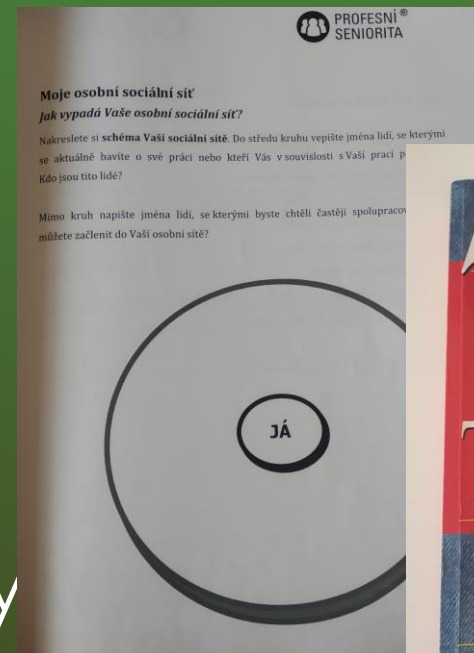 PROFESNÍ®
SENIORITA
Moje osobní sociální síť
Jak vypadá Vaše osobní sociální síť?
Nakreslete si schéma Vaší sociální sítě. Do středu kruhu vepište jména lidí, se kterými
se aktuálně bavíte o své práci nebo kteří Vás v souvislosti s Vaší prací
Kdo jsou tito lidé?
Mimo kruh napište jména lidí, se kterými byste chtěli častěji
můžete začlenit do Vaší osobní sítě?
JÁ